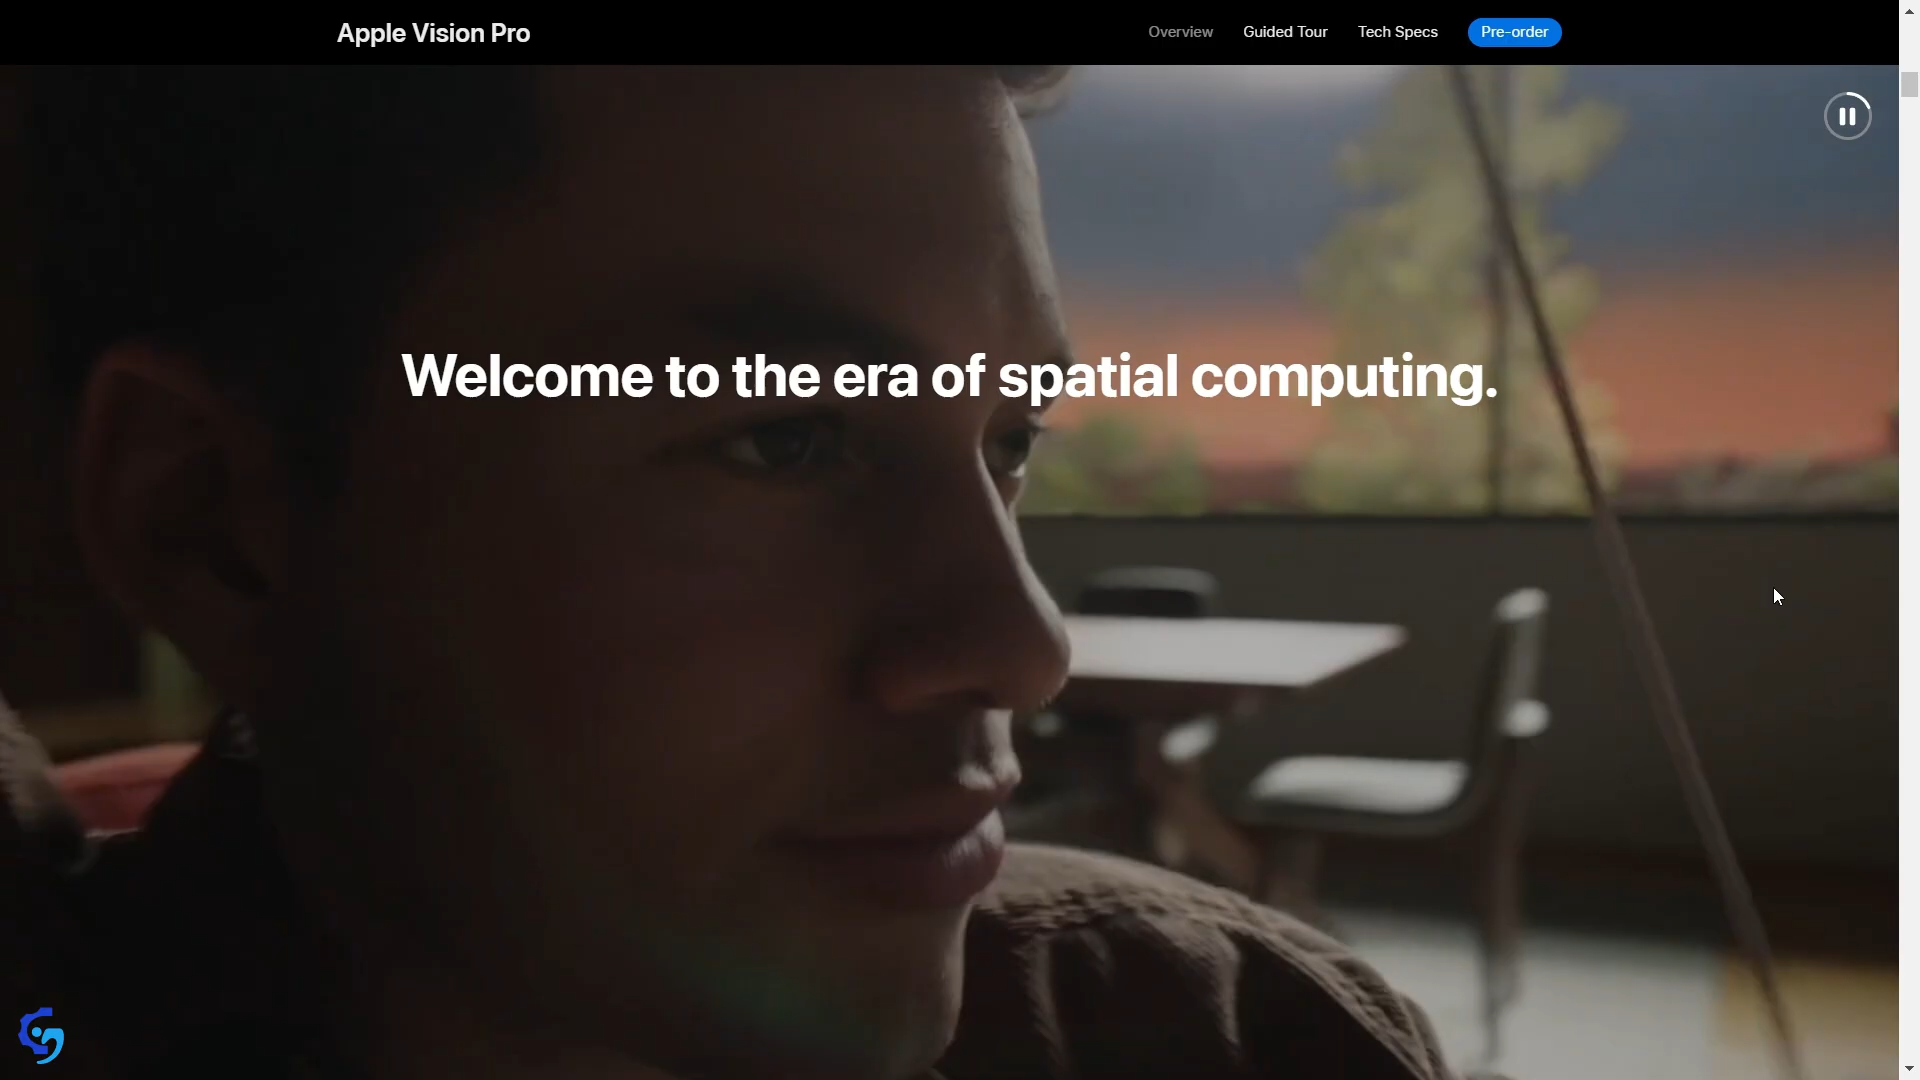 Apple Vision Pro
Overview
Guided Tour
Tech Specs
Pre-order
Welcome to the era of spatial computing.